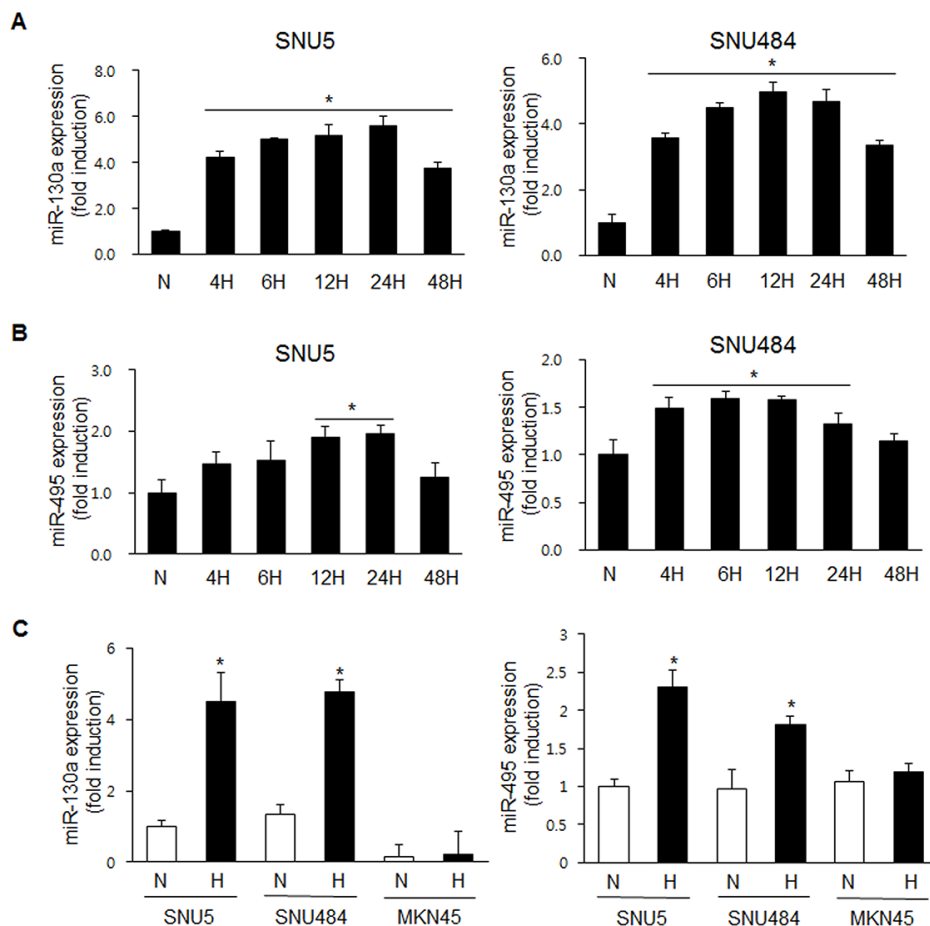 A
SNU5
SNU484
miR-130a expression
(fold induction)
8.0
6.0
4.0
2.0
0.0
*
N 4H 6H 12H 24H 48H
miR-130a expression
(fold induction)
6.0
4.0
2.0
0.0
*
N 4H 6H 12H 24H 48H
B
SNU5
SNU484
miR-495 expression
(fold induction)
3.0
2.0
1.0
0.0
*
N 4H 6H 12H 24H 48H
miR-495 expression
(fold induction)
2.0
1.5
1.0
0.5
0.0
*
N 4H 6H 12H 24H 48H
C
miR-130a expression
(fold induction)
6
4
2
0
* *
N H N H N H
SNU5 SNU484 MKN45
miR-495 expression
(fold induction)
3
2.5
2
1.5
1
0.5
0
* *
N H N H N H
SNU5 SNU484 MKN45